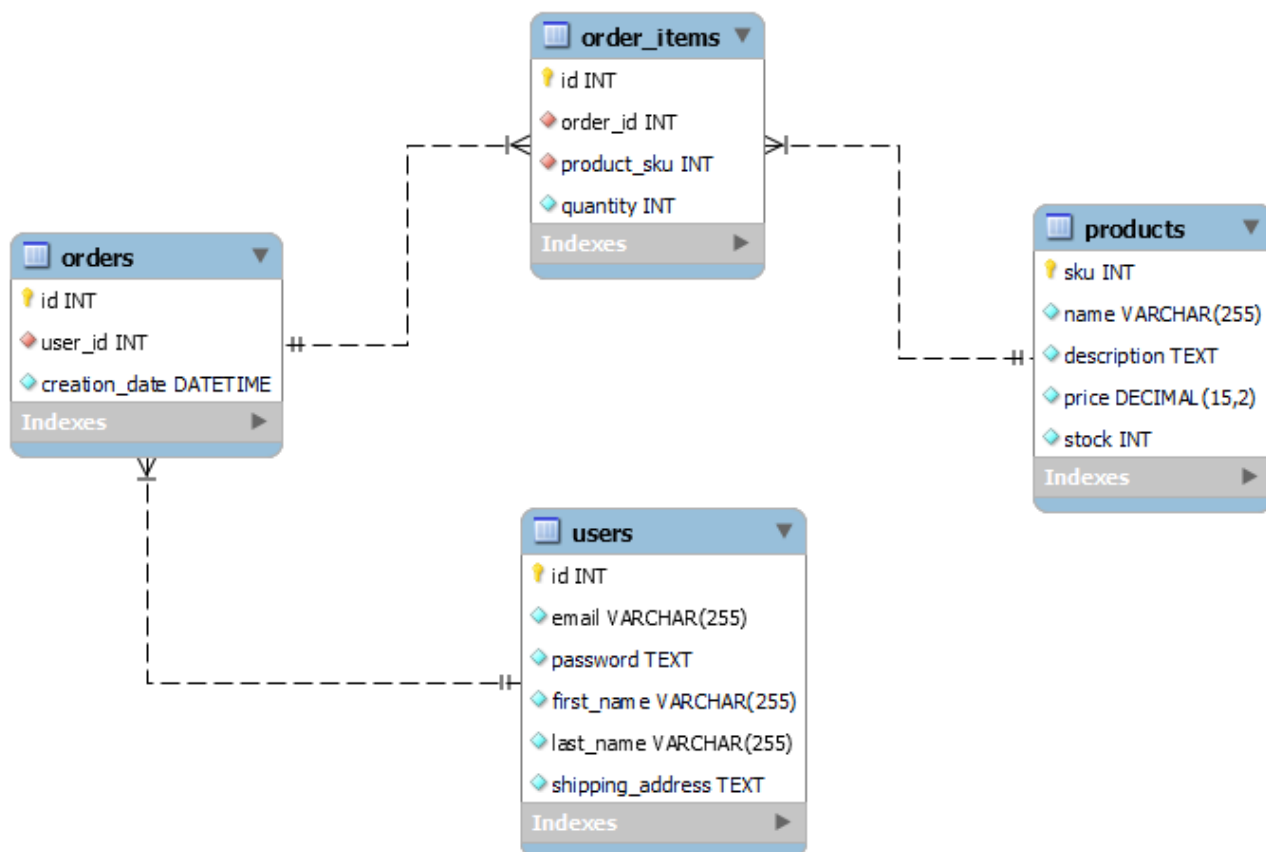 order_items
id INT
order_id INT
product_sku INT
quantity INT
Indexes
orders
id INT
user_id INT
creation_date DATETIME
Indexes
products
sku INT
name VARCHAR(255)
description TEXT
price DECIMAL(15,2)
stock INT
Indexes
users
id INT
email VARCHAR(255)
password TEXT
first_name VARCHAR(255)
last_name VARCHAR(255)
shipping_address TEXT
Indexes